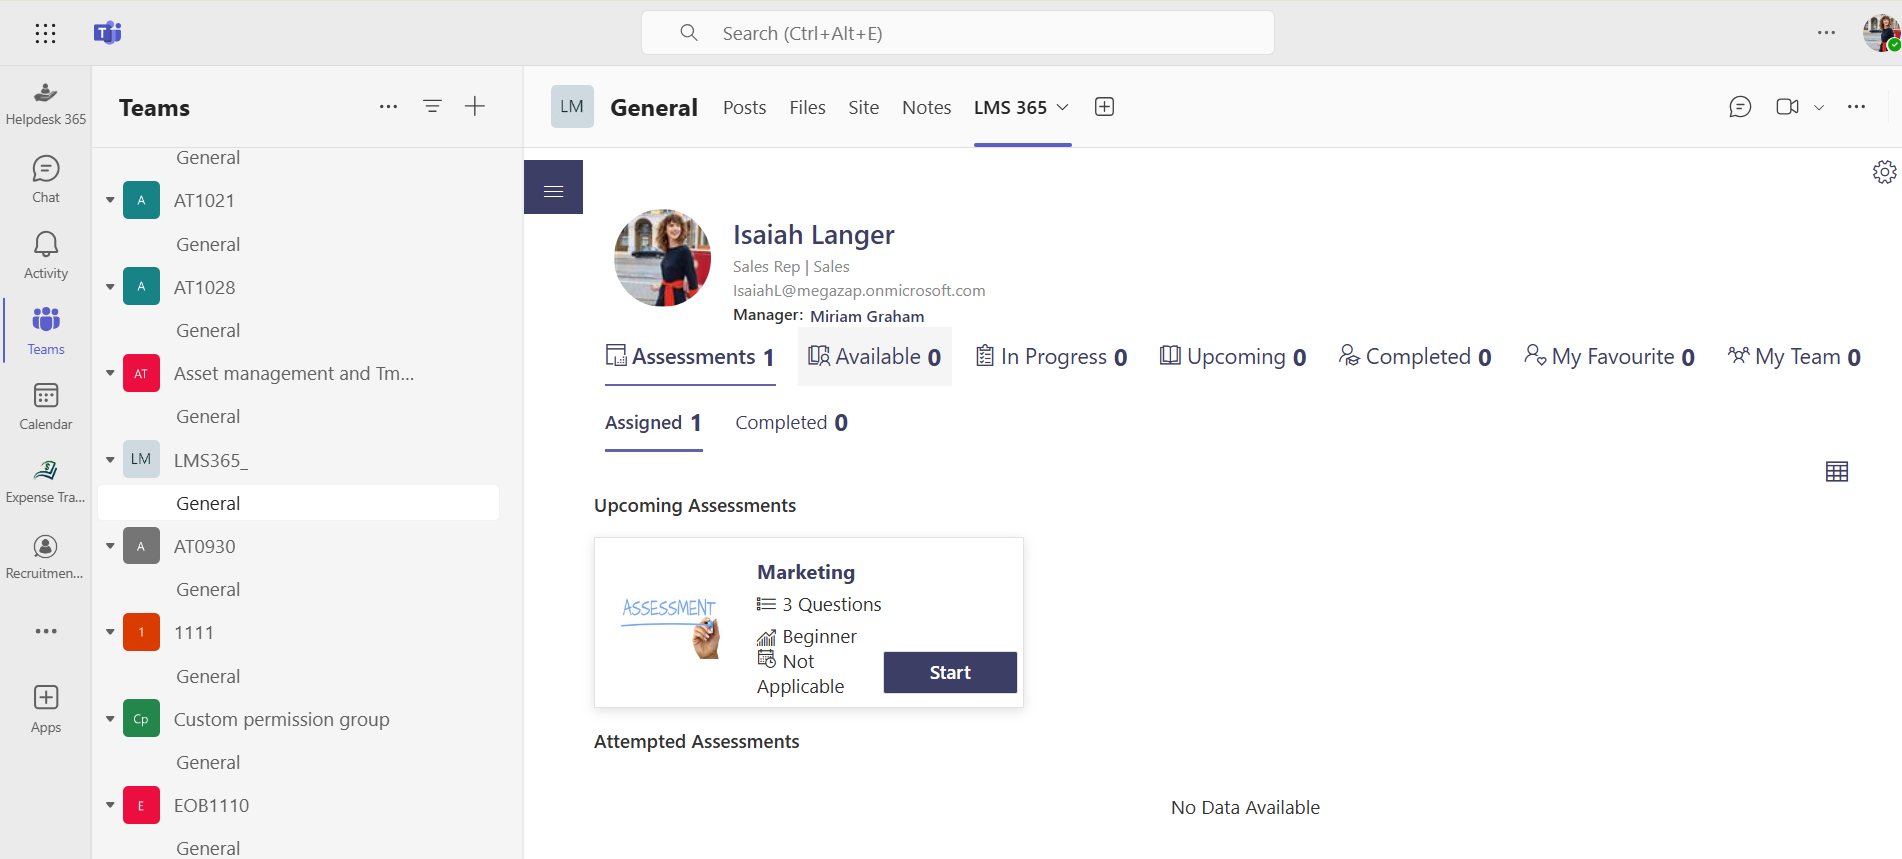 Search (Ctrl+Alt+E)
Helpdesk 365
Chat
Activity
Teams
Calendar
Expense Tra...
Recruitmen...
Apps
Teams
General
A AT1021
General
A AT1028
General
AT Asset management and Tm...
General
LM LMS365_
General
A AT0930
General
1 1111
General
Cp Custom permission group
General
E EOB1110
General
LM General Posts Files Site Notes LMS 365
Isaiah Langer
Sales Rep | Sales
IsaiahL@megazap.onmicrosoft.com
Manager: Miriam Graham
Assessments 1 Available 0 In Progress 0 Upcoming 0 Completed 0 My Favourite 0 My Team 0
Assigned 1 Completed 0
Upcoming Assessments
ASSESSMENT
Marketing
3 Questions
Beginner
Not
Applicable
Start
Attempted Assessments
No Data Available